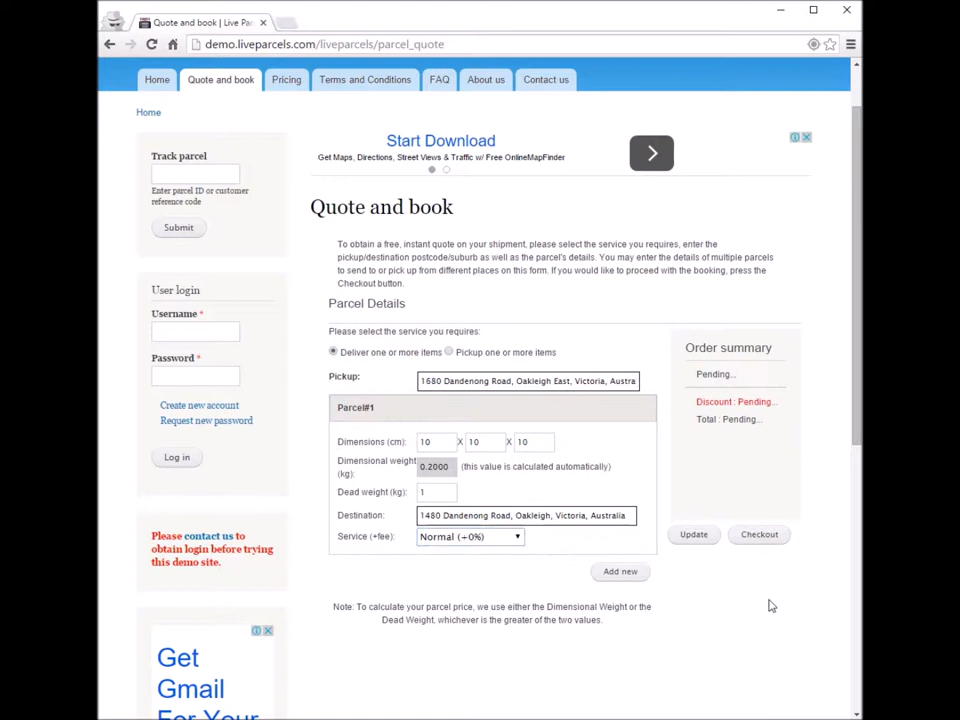 Quote and book | Live Pa
demo.liveparcels.com/liveparcels/parcel_quote
Home
Quote and book
Pricing
Terms and Conditions
FAQ
About us
Contact us
Home
Track parcel
Enter parcel ID or customer
reference code
Submit
User login
Username *
Password *
Create new account
Request new password
Log in
Please contact us to
obtain login before trying
this demo site.
Get
Gmail
For Your
Start Download
Get Maps, Directions, Street Views & Traffic w/ Free OnlineMapFinder
Quote and book
To obtain a free, instant quote on your shipment, please select the service you requires, enter the
pickup/destination postcode/suburb as well as the parcel's details. You may enter the details of multiple parcels
to send to or pick up from different places on this form. If you would like to proceed with the booking, press the
Checkout button.
Parcel Details
Please select the service you requires:
Deliver one or more items Pickup one or more items
Pickup: 1680 Dandenong Road, Oakleigh East, Victoria, Austra
Parcel#1
Dimensions (cm): 10 X 10 X 10
Dimensional weight
(kg): 0.2000 (this value is calculated automatically)
Dead weight (kg): 1
Destination: 1480 Dandenong Road, Oakleigh, Victoria, Australia
Service (+fee): Normal (+0%)
Add new
Note: To calculate your parcel price, we use either the Dimensional Weight or the
Dead Weight, whichever is the greater of the two values.
Order summary
Pending...
Discount : Pending...
Total : Pending...
Update
Checkout